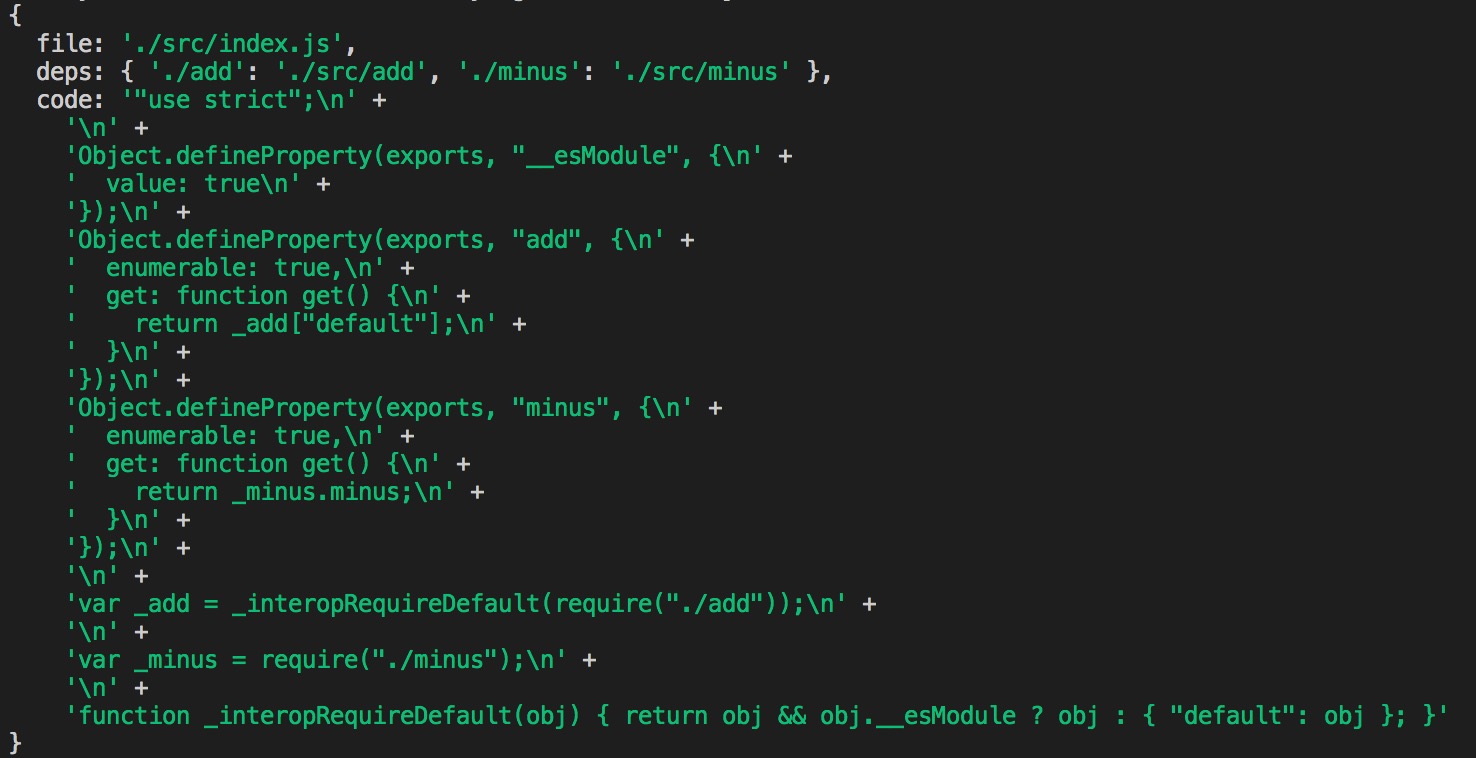 {
  file: './src/index.js',
  deps: { './add': './src/add', './minus': './src/minus' },
  code: '"use strict";\n' +
    '\n' +
    'Object.defineProperty(exports, "__esModule", {\n' +
    '  value: true\n' +
    '});\n' +
    'Object.defineProperty(exports, "add", {\n' +
    '  enumerable: true,\n' +
    '  get: function get() {\n' +
    '    return _add["default"];\n' +
    '  }\n' +
    '});\n' +
    'Object.defineProperty(exports, "minus", {\n' +
    '  enumerable: true,\n' +
    '  get: function get() {\n' +
    '    return _minus.minus;\n' +
    '  }\n' +
    '});\n' +
    '\n' +
    'var _add = _interopRequireDefault(require("./add"));\n' +
    '\n' +
    'var _minus = require("./minus");\n' +
    '\n' +
    'function _interopRequireDefault(obj) { return obj && obj.__esModule ? obj : { "default": obj }; }'
}